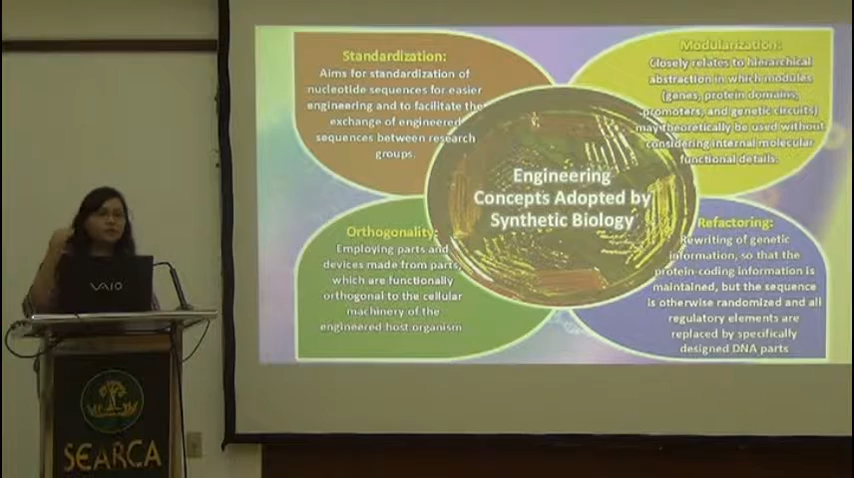 Standardization:
Aims for standardization of
nucleotide sequences for easier
engineering and to facilitate the
exchange of engineered
sequences between research
groups.
Modularization:
Closely relates to hierarchical
abstraction in which modules
(genes, protein domains,
promoters, and genetic circuits)
may theoretically be used without
considering internal molecular
functional details.
Engineering
Concepts Adopted by
Synthetic Biology
Orthogonality:
Employing parts and
devices made from parts,
which are functionally
orthogonal to the cellular
machinery of the
engineered host organism
Refactoring:
Rewriting of genetic
information, so that the
protein-coding information is
maintained, but the sequence
is otherwise randomized and all
regulatory elements are
replaced by specifically
designed DNA parts
VAIO
SEARCA